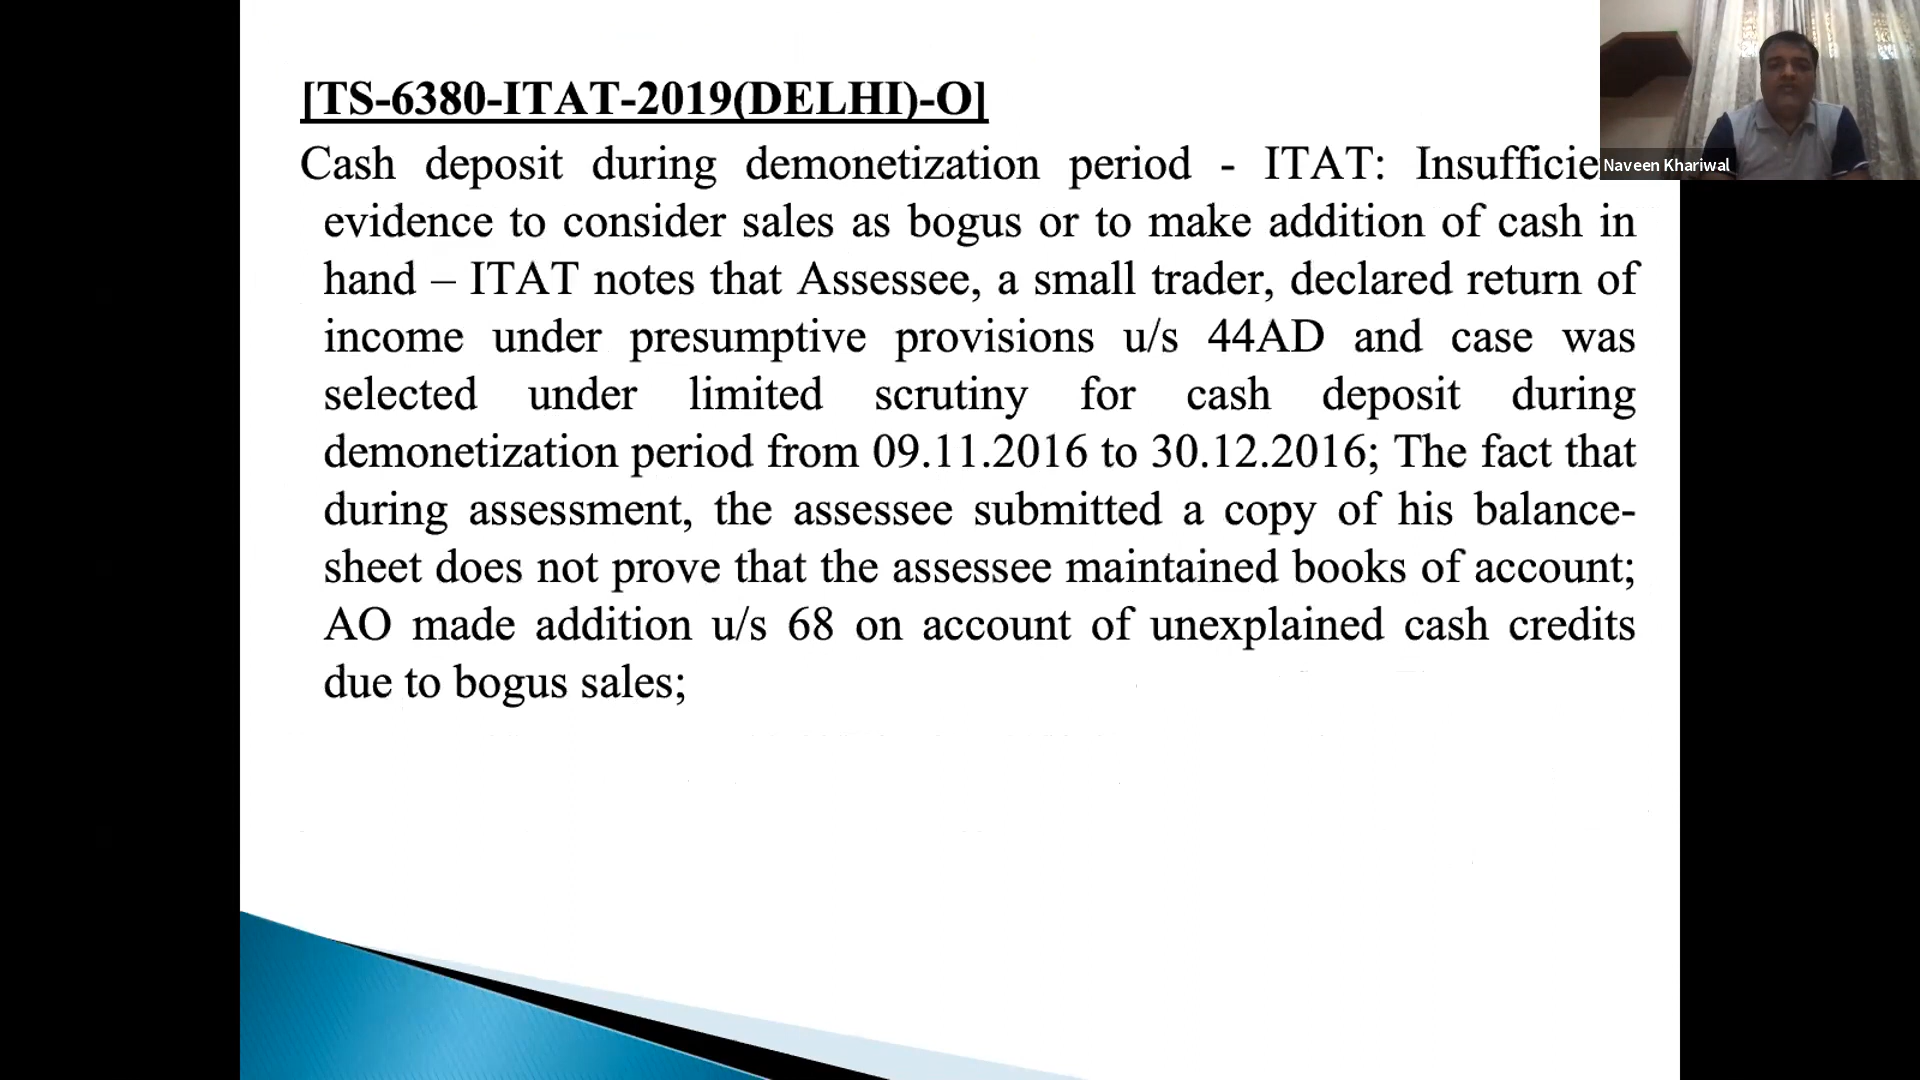 [TS-6380-ITAT-2019(DELHI)-O]
Cash deposit during demonetization period - ITAT: Insufficie
evidence to consider sales as bogus or to make addition of cash in
hand – ITAT notes that Assessee, a small trader, declared return of
income under presumptive provisions u/s 44AD and case was
selected under limited scrutiny for cash deposit during
demonetization period from 09.11.2016 to 30.12.2016; The fact that
during assessment, the assessee submitted a copy of his balance-
sheet does not prove that the assessee maintained books of account;
AO made addition u/s 68 on account of unexplained cash credits
due to bogus sales;
Naveen Khariwal